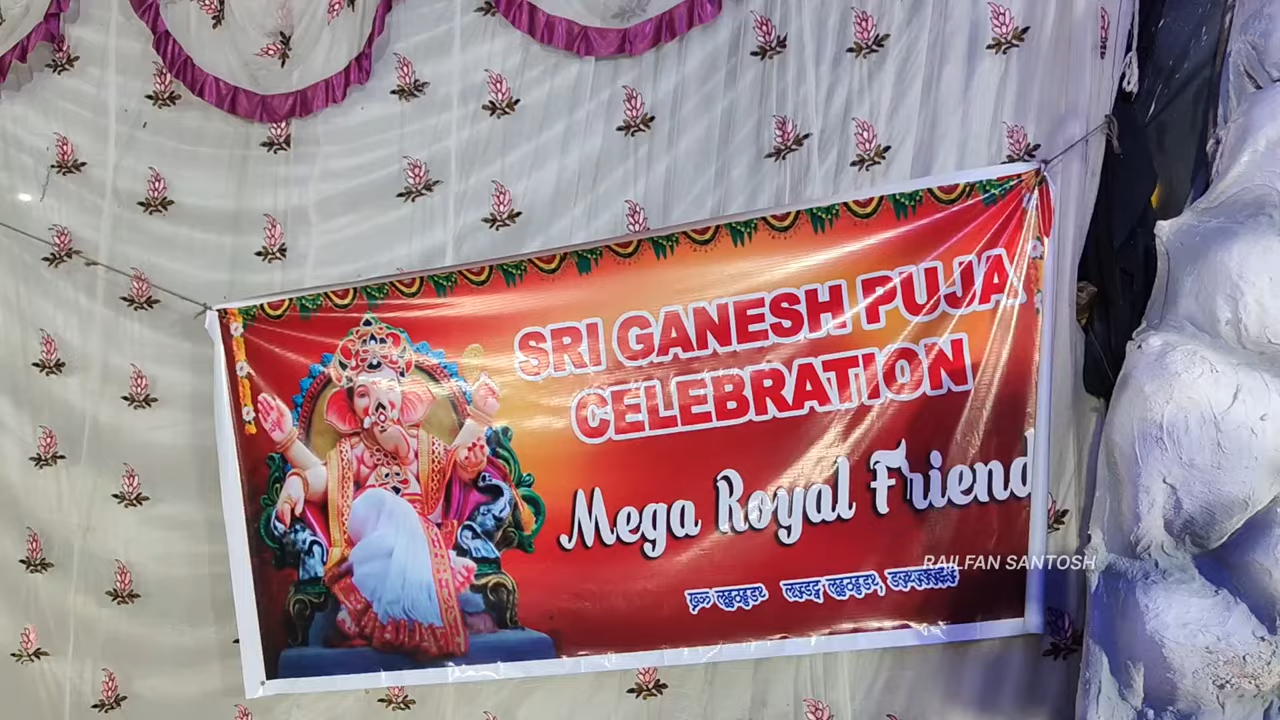 SRI GANESH PUJA
CELEBRATION
Mega Royal Friend
RAILFAN SANTOSH